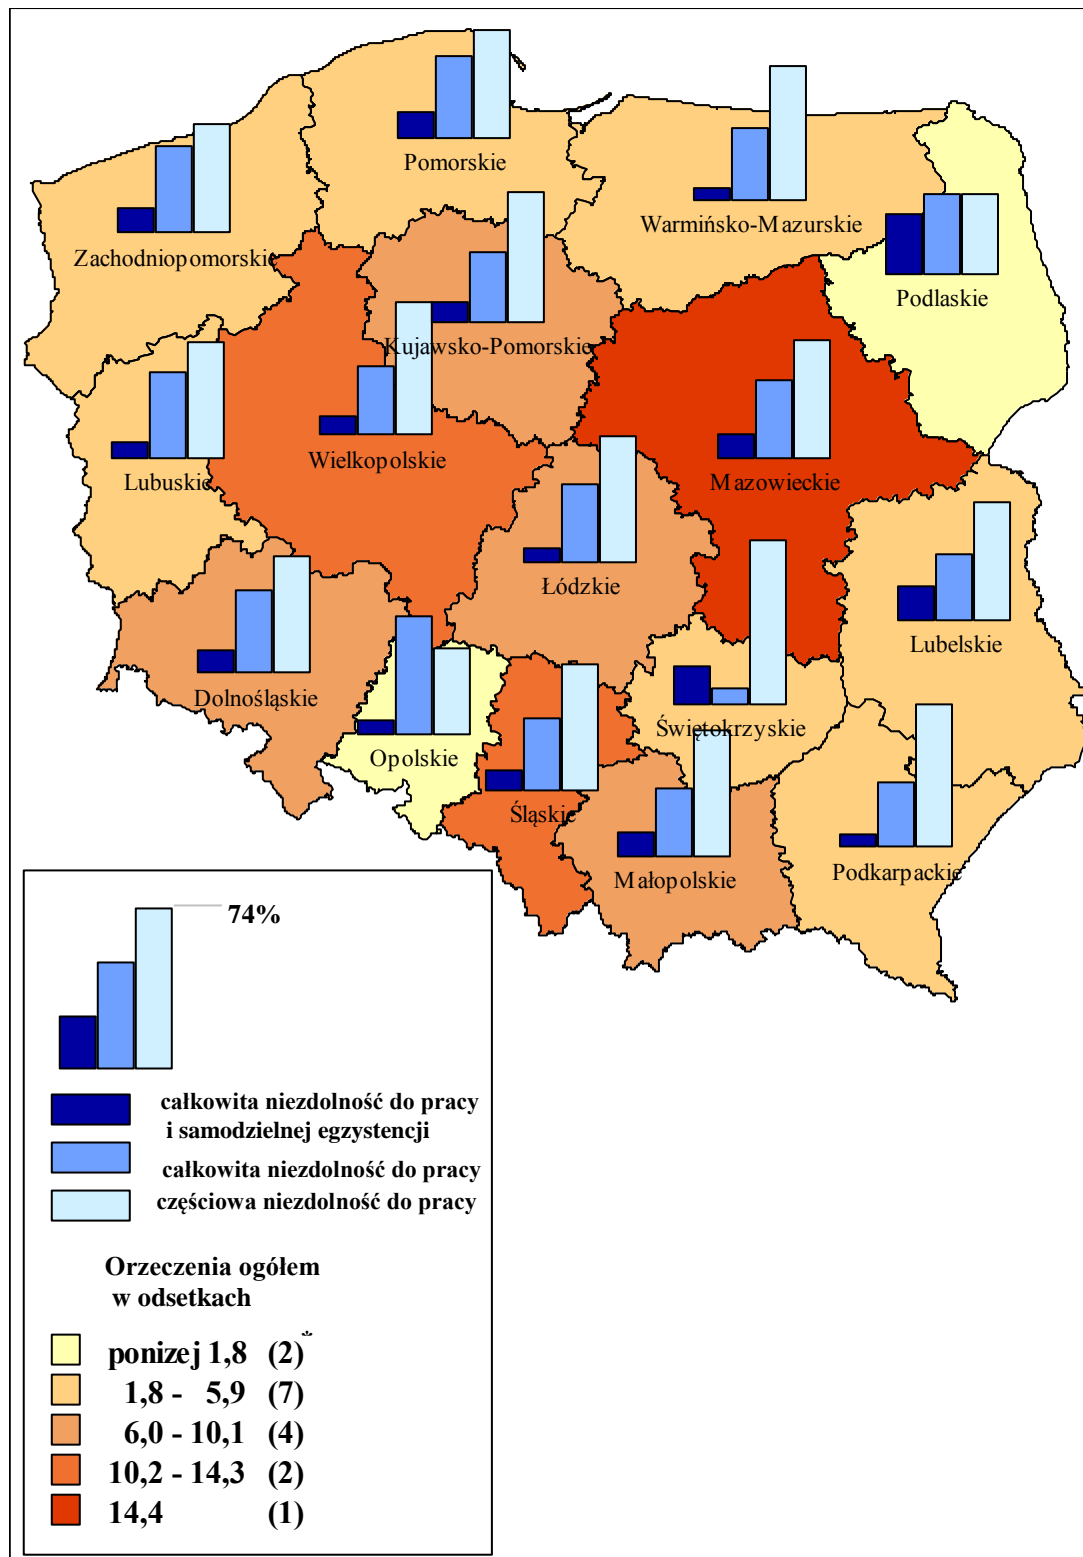 Pomorskie
Warmińsko-Mazurskie
Zachodniopomorskie
Podlaskie
Kujawsko-Pomorskie
Wielkopolskie
Lubuskie
Mazowieckie
Łódzkie
Lubelskie
Dolnośląskie
Świętokrzyskie
Opolskie
Śląskie
Małopolskie
Podkarpackie
74%
całkowita niezdolność do pracy
i samodzielnej egzystencji
całkowita niezdolność do pracy
częściowa niezdolność do pracy
Orzeczenia ogółem
w odsetkach
ponizej 1,8 (2)*
1,8 - 5,9 (7)
6,0 - 10,1 (4)
10,2 - 14,3 (2)
14,4 (1)